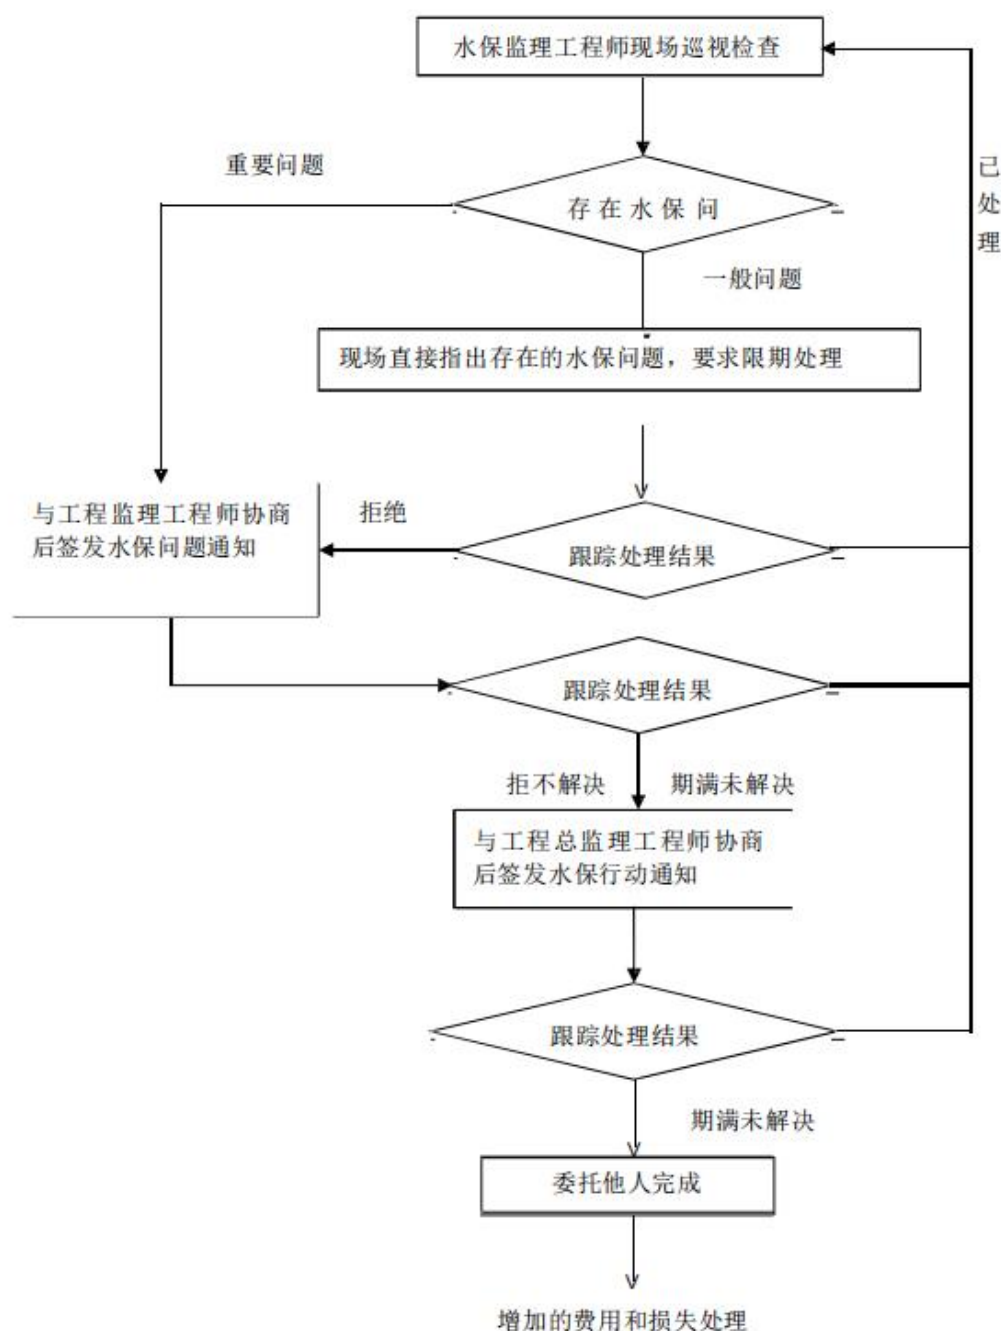 水保监理工程师现场巡视检查
重要问题
已处理
存在水保问
一般问题
现场直接指出存在的水保问题，要求限期处理
与工程监理工程师协商
后签发水保问题通知
拒绝
跟踪处理结果
跟踪处理结果
拒不解决
期满未解决
与工程总监理工程师协商
后签发水保行动通知
跟踪处理结果
期满未解决
委托他人完成
增加的费用和损失处理